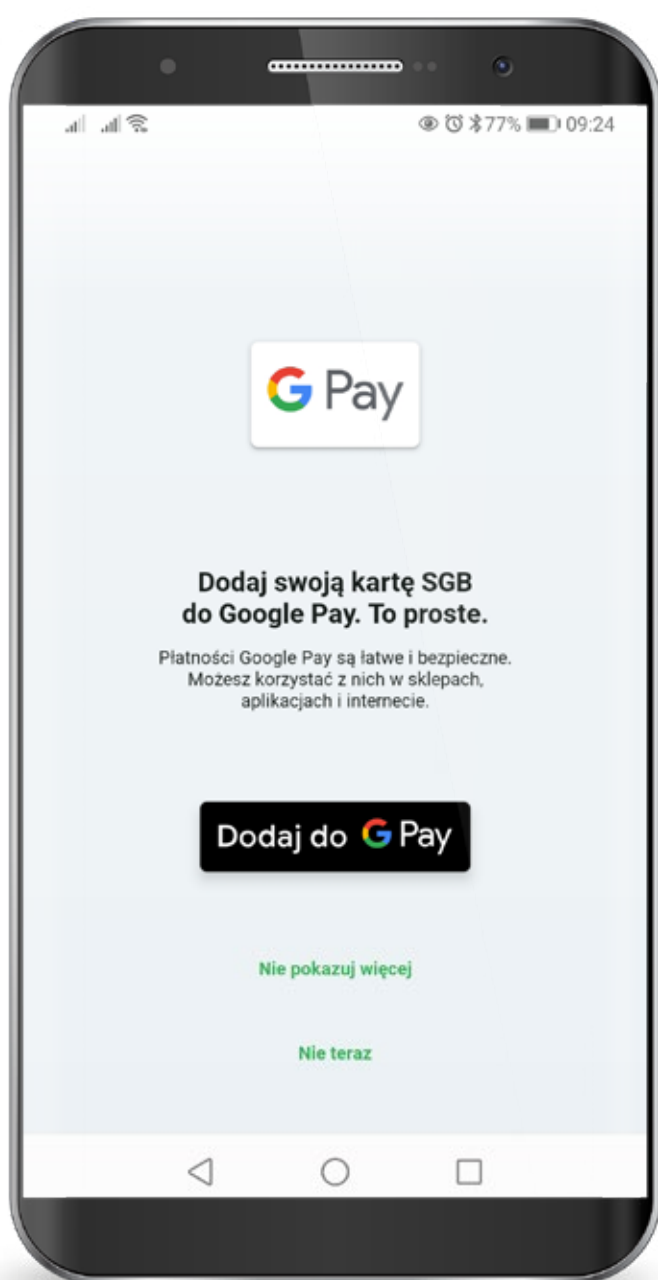 77% 09:24
G Pay
Dodaj swoją kartę SGB
do Google Pay. To proste.
Płatności Google Pay są łatwe i bezpieczne.
Możesz korzystać z nich w sklepach,
aplikacjach i internecie.
Dodaj do G Pay
Nie pokazuj więcej
Nie teraz